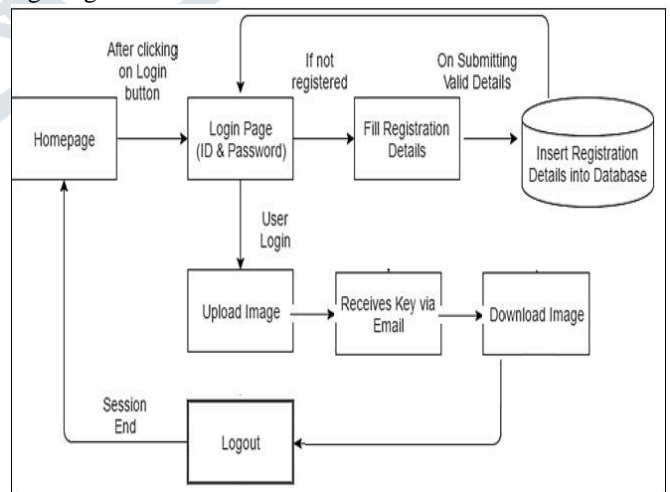 After clicking
on Login
button
If not
registered
On Submitting
Valid Details
Homepage
Login Page
(ID & Password)
Fill Registration
Details
Insert Registration
Details into Database
User
Login
Upload Image
Receives Key via
Email
Download Image
Session
End
Logout